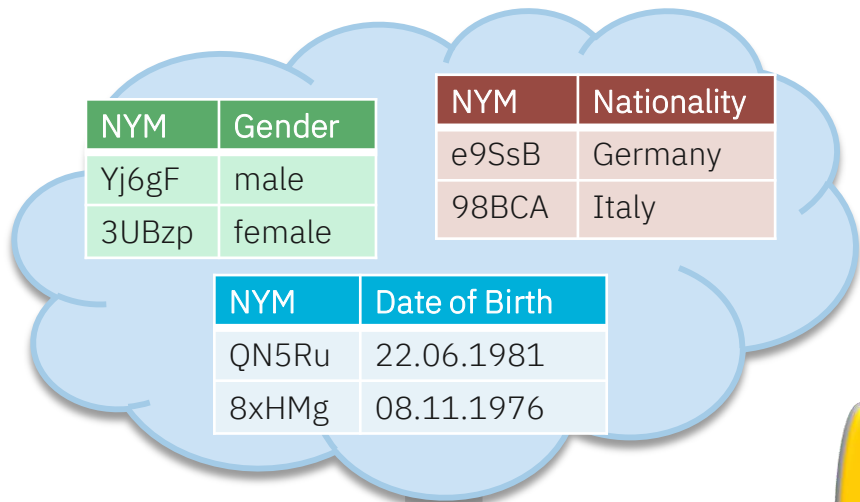 NYM Gender
Yj6gF male
3UBzp female
NYM Nationality
e9SsB Germany
98BCA Italy
NYM Date of Birth
QN5Ru 22.06.1981
8xHMg 08.11.1976